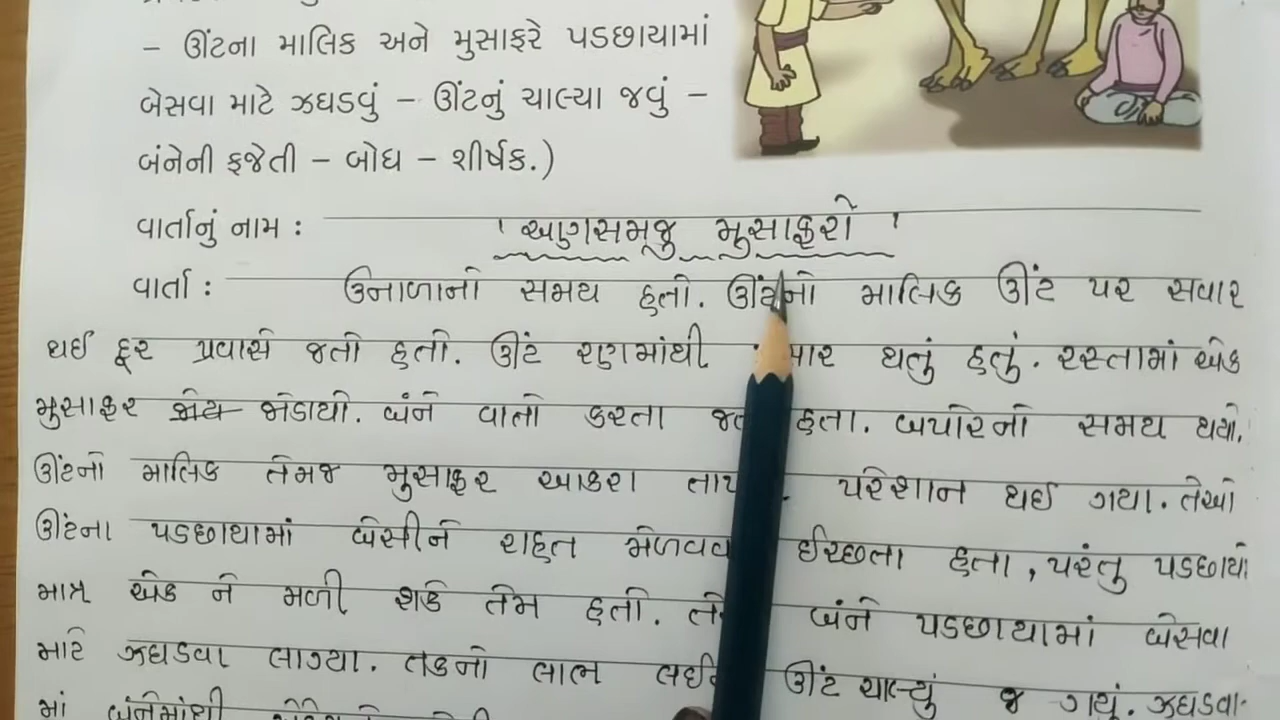 – ઊંટના માલિક અને મુસાફરે પડછાયામાં
બેસવા માટે ઝઘડવું – ઊંટનું ચાલ્યા જવું –
બંનેની ફજેતી – બોધ – શીર્ષક.)
વાર્તાનું નામ : ' અણસમજુ મુસાફરો '
વાર્તા : ઉનાળાનો સમય હતો. ઊંટનો માલિક ઊંટ પર સવાર
થઈ દૂર પ્રવાસે જતો હતો. ઊંટ રણમાંથી પસાર થતું હતું. રસ્તામાં એક
મુસાફર જોડાયો. બંને વાતો કરતા જતા હતા. બપોરનો સમય થયો.
ઊંટનો માલિક તેમજ મુસાફર આકરા પરેશાન થઈ ગયા. તેઓ
ઊંટના પડછાયામાં બેસીને રાહત મેળવવા ઈચ્છતા હતા, પરંતુ પડછાયો
માત્ર એક ને મળી શકે તેમ હતો. બંને પડછાયામાં બેસવા
માટે ઝઘડવા લાગ્યા. તકનો લાભ લઈને ઊંટ ચાલ્યું જ ગયું. ઝઘડવા-
માં બંનેમાંથી